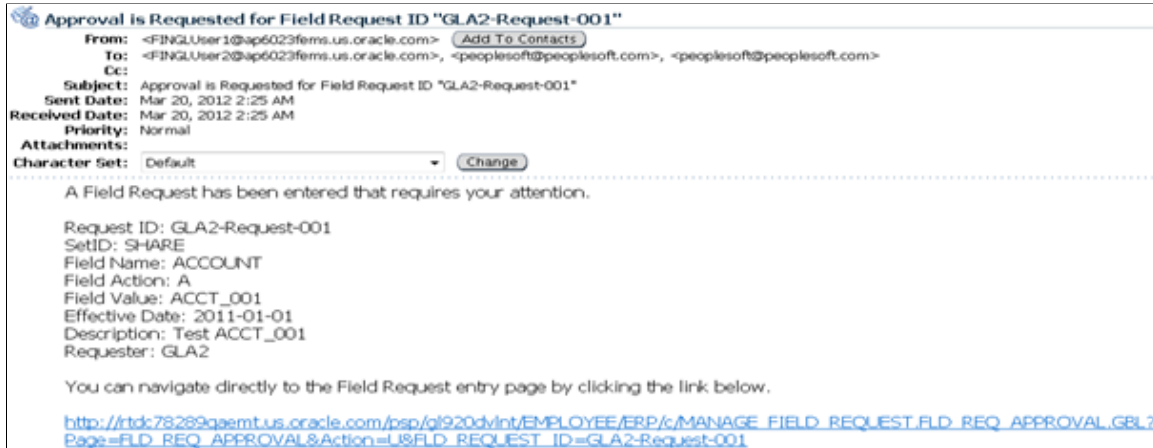 Approval is Requested for Field Request ID "GLA2-Request-001"
From: <FINGLUser1@ap6023fems.us.oracle.com> Add To Contacts
To: <FINGLUser2@ap6023fems.us.oracle.com>, <peoplesoft@peoplesoft.com>, <peoplesoft@peoplesoft.com>
Cc:
Subject: Approval is Requested for Field Request ID "GLA2-Request-001"
Sent Date: Mar 20, 2012 2:25 AM
Received Date: Mar 20, 2012 2:25 AM
Priority: Normal
Attachments:
Character Set: Default Change
A Field Request has been entered that requires your attention.
Request ID: GLA2-Request-001
SetID: SHARE
Field Name: ACCOUNT
Field Action: A
Field Value: ACCT_001
Effective Date: 2011-01-01
Description: Test ACCT_001
Requester: GLA2
You can navigate directly to the Field Request entry page by clicking the link below.
http://rtdc78289qaemt.us.oracle.com/psp/gl920dvlnt/EMPLOYEE/ERP/c/MANAGE_FIELD_REQUEST.FLD_REQ_APPROVAL.GBL?
Page=FLD_REQ_APPROVAL&Action=U&FLD_REQUEST_ID=GLA2-Request-001